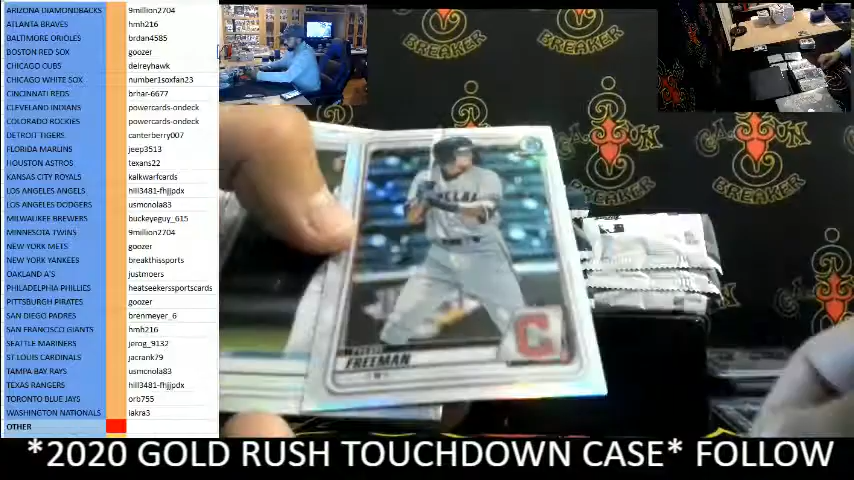 ARIZONA DIAMONDBACKS 9million2704
ATLANTA BRAVES hmh216
BALTIMORE ORIOLES brdan4585
BOSTON RED SOX goozer
CHICAGO CUBS delreyhawk
CHICAGO WHITE SOX number1soxfan23
CINCINNATI REDS brhar-6677
CLEVELAND INDIANS powercards-ondeck
COLORADO ROCKIES powercards-ondeck
DETROIT TIGERS canterberry007
FLORIDA MARLINS jeep3513
HOUSTON ASTROS texans22
KANSAS CITY ROYALS kalkwarfcards
LOS ANGELES ANGELS hill3481-fhjjpdx
LOS ANGELES DODGERS usmonola83
MILWAUKEE BREWERS buckeyeguy_615
MINNESOTA TWINS 9million2704
NEW YORK METS goozer
NEW YORK YANKEES breakthissports
OAKLAND A'S justmoers
PHILADELPHIA PHILLIES heatseekerssportscards
PITTSBURGH PIRATES goozer
SAN DIEGO PADRES brenmeyer_6
SAN FRANCISCO GIANTS hmh216
SEATTLE MARINERS jerog_9132
ST LOUIS CARDINALS jacrank79
TAMPA BAY RAYS usmonola83
TEXAS RANGERS hill3481-fhjjpdx
TORONTO BLUE JAYS orb755
WASHINGTON NATIONALS lakra3
OTHER
BREAKER
BREAKER
CAJUN
BREAKER
CAJUN
BREAKER
FREEMAN
C
*2020 GOLD RUSH TOUCHDOWN CASE* FOLLOW